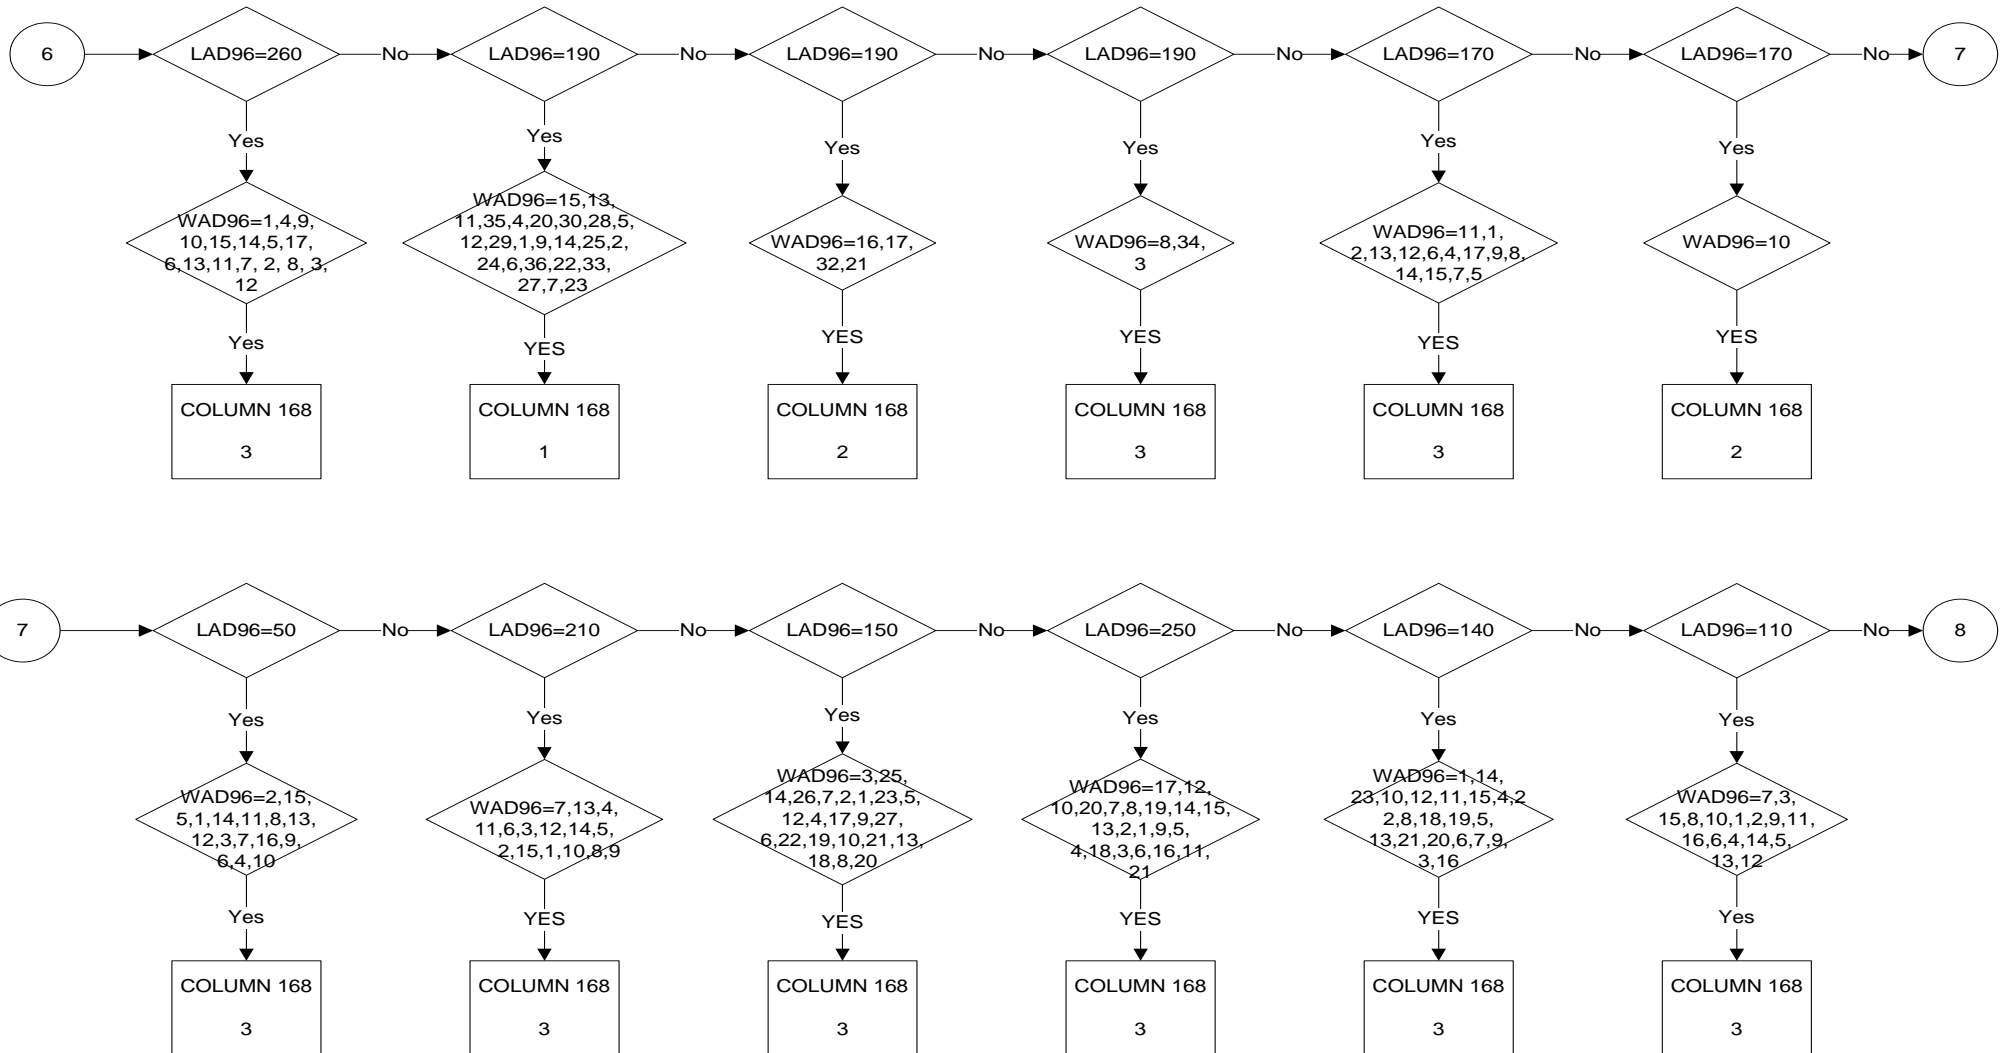 6
LAD96=260
No
LAD96=190
No
LAD96=190
No
LAD96=190
No
LAD96=170
No
LAD96=170
No
7
Yes
Yes
Yes
Yes
Yes
Yes
WAD96=1,4,9,
10,15,14,5,17,
6,13,11,7, 2, 8, 3,
12
WAD96=15,13,
11,35,4,20,30,28,5,
12,29,1,9,14,25,2,
24,6,36,22,33,
27,7,23
WAD96=16,17,
32,21
WAD96=8,34,
3
WAD96=11,1,
2,13,12,6,4,17,9,8,
14,15,7,5
WAD96=10
Yes
YES
YES
YES
YES
YES
COLUMN 168
3
COLUMN 168
1
COLUMN 168
2
COLUMN 168
3
COLUMN 168
3
COLUMN 168
2
7
LAD96=50
No
LAD96=210
No
LAD96=150
No
LAD96=250
No
LAD96=140
No
LAD96=110
No
8
Yes
Yes
Yes
Yes
Yes
Yes
WAD96=2,15,
5,1,14,11,8,13,
12,3,7,16,9,
6,4,10
WAD96=7,13,4,
11,6,3,12,14,5,
2,15,1,10,8,9
WAD96=3,25,
14,26,7,2,1,23,5,
12,4,17,9,27,
6,22,19,10,21,13,
18,8,20
WAD96=17,12,
10,20,7,8,19,14,15,
13,2,1,9,5,
4,18,3,6,16,11,
21
WAD96=1,14,
23,10,12,11,15,4,2
2,8,18,19,5,
13,21,20,6,7,9,
3,16
WAD96=7,3,
15,8,10,1,2,9,11,
16,6,4,14,5,
13,12
Yes
YES
YES
YES
YES
Yes
COLUMN 168
3
COLUMN 168
3
COLUMN 168
3
COLUMN 168
3
COLUMN 168
3
COLUMN 168
3